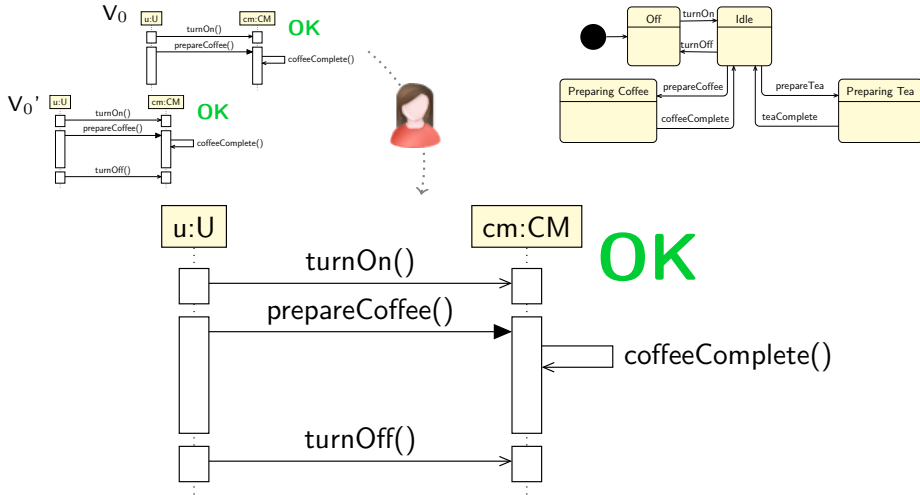 V0
u:U
cm:CM
OK
turnOn()
prepareCoffee()
coffeeComplete()
V0'
u:U
cm:CM
OK
turnOn()
prepareCoffee()
coffeeComplete()
turnOff()
Off
turnOn
Idle
turnOff
Preparing Coffee
prepareCoffee
prepareTea
Preparing Tea
coffeeComplete
teaComplete
u:U
cm:CM
OK
turnOn()
prepareCoffee()
coffeeComplete()
turnOff()